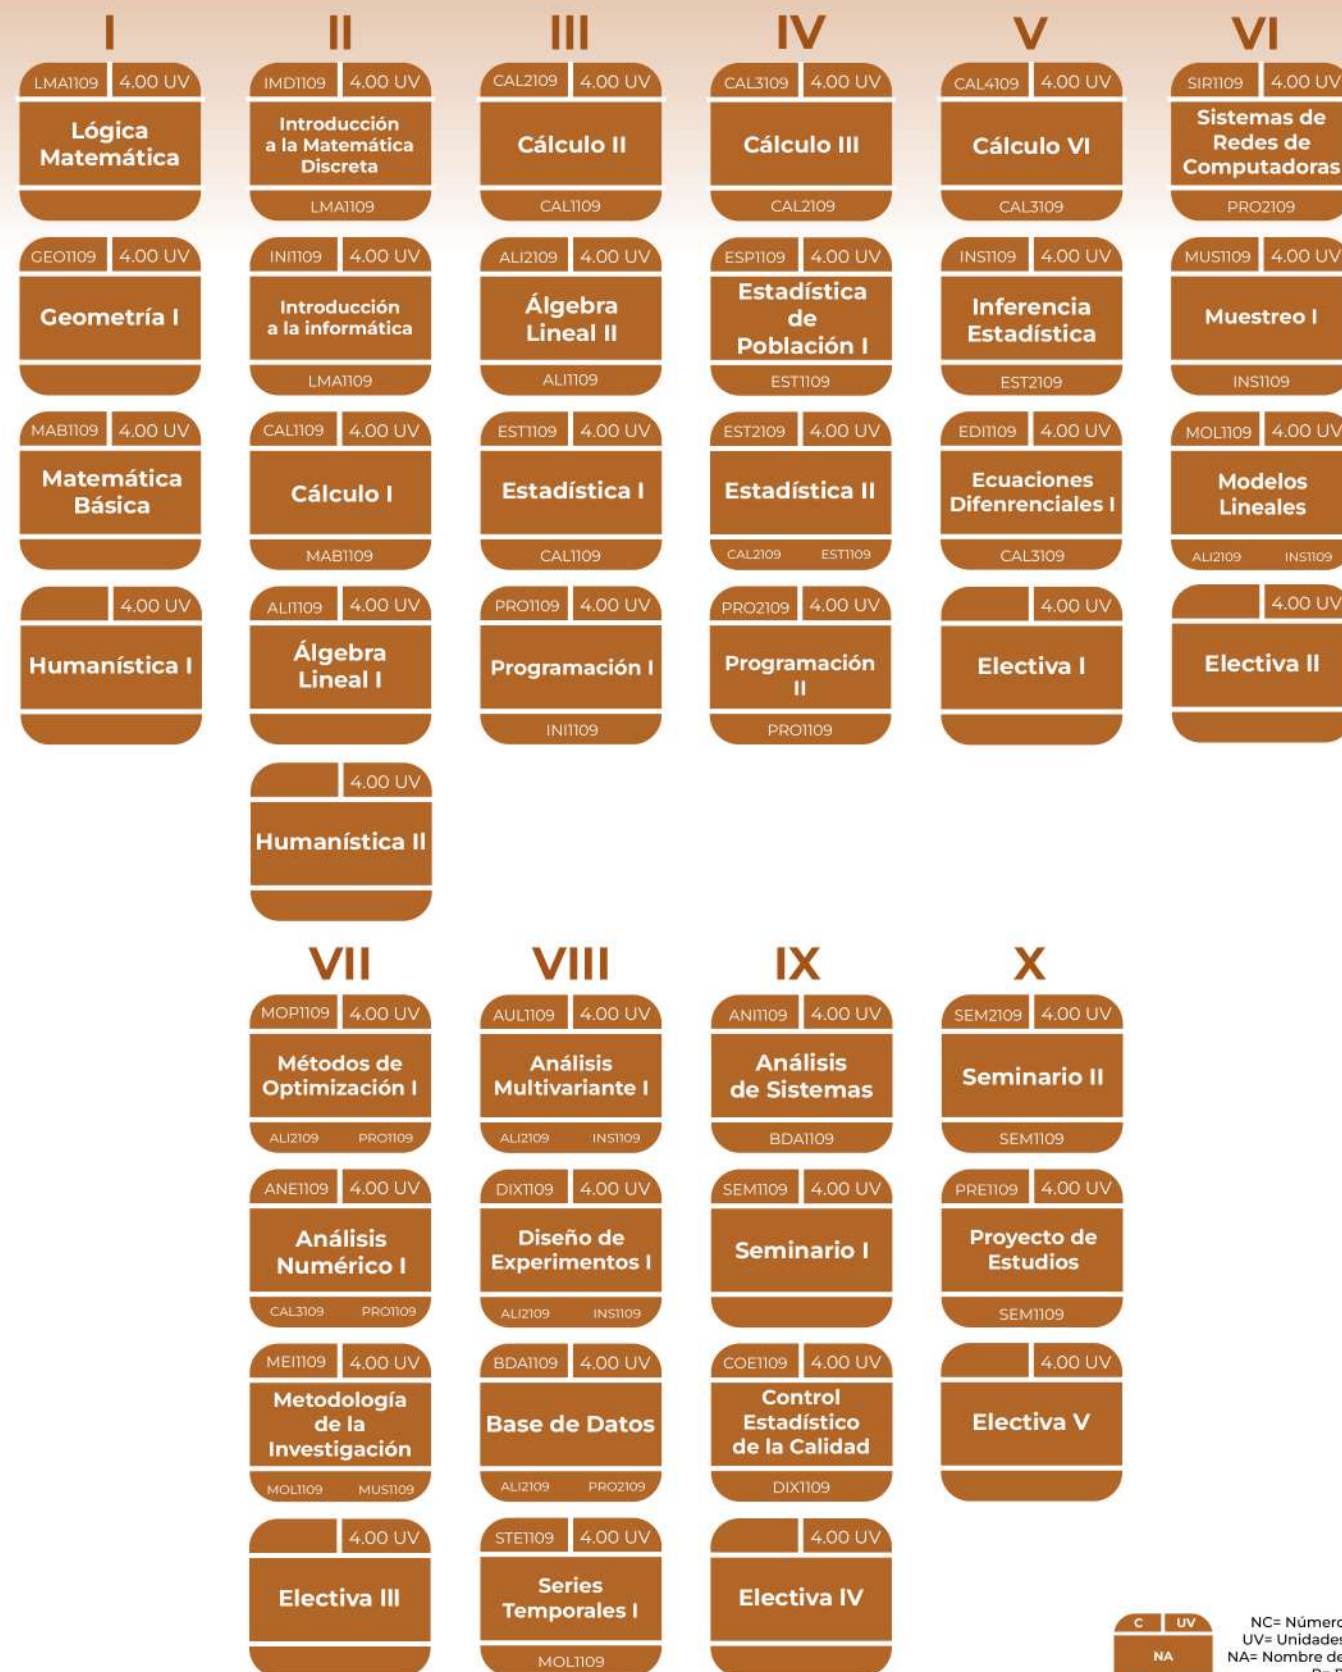 I
II
III
IV
V
VI
LMA1109 4.00 UV
Lógica
Matemática
IMD1109 4.00 UV
Introducción
a la Matemática
Discreta
LMA1109
CAL2109 4.00 UV
Cálculo II
CAL1109
CAL3109 4.00 UV
Cálculo III
CAL2109
CAL4109 4.00 UV
Cálculo VI
CAL3109
SIR1109 4.00 UV
Sistemas de
Redes de
Computadoras
PRO2109
GEO1109 4.00 UV
Geometría I
INI1109 4.00 UV
Introducción
a la informática
LMA1109
ALI2109 4.00 UV
Álgebra
Lineal II
ALI1109
ESP1109 4.00 UV
Estadística
de
Población I
EST1109
INS1109 4.00 UV
Inferencia
Estadística
EST2109
MUS1109 4.00 UV
Muestreo I
INS1109
MAB1109 4.00 UV
Matemática
Básica
CAL1109 4.00 UV
Cálculo I
MAB1109
EST1109 4.00 UV
Estadística I
CAL1109
EST2109 4.00 UV
Estadística II
CAL2109 EST1109
EDI1109 4.00 UV
Ecuaciones
Difenrenciales I
CAL3109
MOL1109 4.00 UV
Modelos
Lineales
ALI2109 INS1109
4.00 UV
Humanística I
ALI1109 4.00 UV
Álgebra
Lineal I
PRO1109 4.00 UV
Programación I
INI1109
PRO2109 4.00 UV
Programación
II
PRO1109
4.00 UV
Electiva I
4.00 UV
Electiva II
4.00 UV
Humanística II
VII
VIII
IX
X
MOP1109 4.00 UV
Métodos de
Optimización I
ALI2109 PRO1109
AUL1109 4.00 UV
Análisis
Multivariante I
ALI2109 INS1109
ANI1109 4.00 UV
Análisis
de Sistemas
BDA1109
SEM2109 4.00 UV
Seminario II
SEM1109
ANE1109 4.00 UV
Análisis
Numérico I
CAL3109 PRO1109
DIX1109 4.00 UV
Diseño de
Experimentos I
ALI2109 INS1109
SEM1109 4.00 UV
Seminario I
PRE1109 4.00 UV
Proyecto de
Estudios
SEM1109
MEI1109 4.00 UV
Metodología
de la
Investigación
MOL1109 MUS1109
BDA1109 4.00 UV
Base de Datos
ALI2109 PRO2109
COE1109 4.00 UV
Control
Estadístico
de la Calidad
DIX1109
4.00 UV
Electiva V
4.00 UV
Electiva III
STE1109 4.00 UV
Series
Temporales I
MOL1109
4.00 UV
Electiva IV
C UV
NA
NC= Número
UV= Unidades
NA= Nombre de